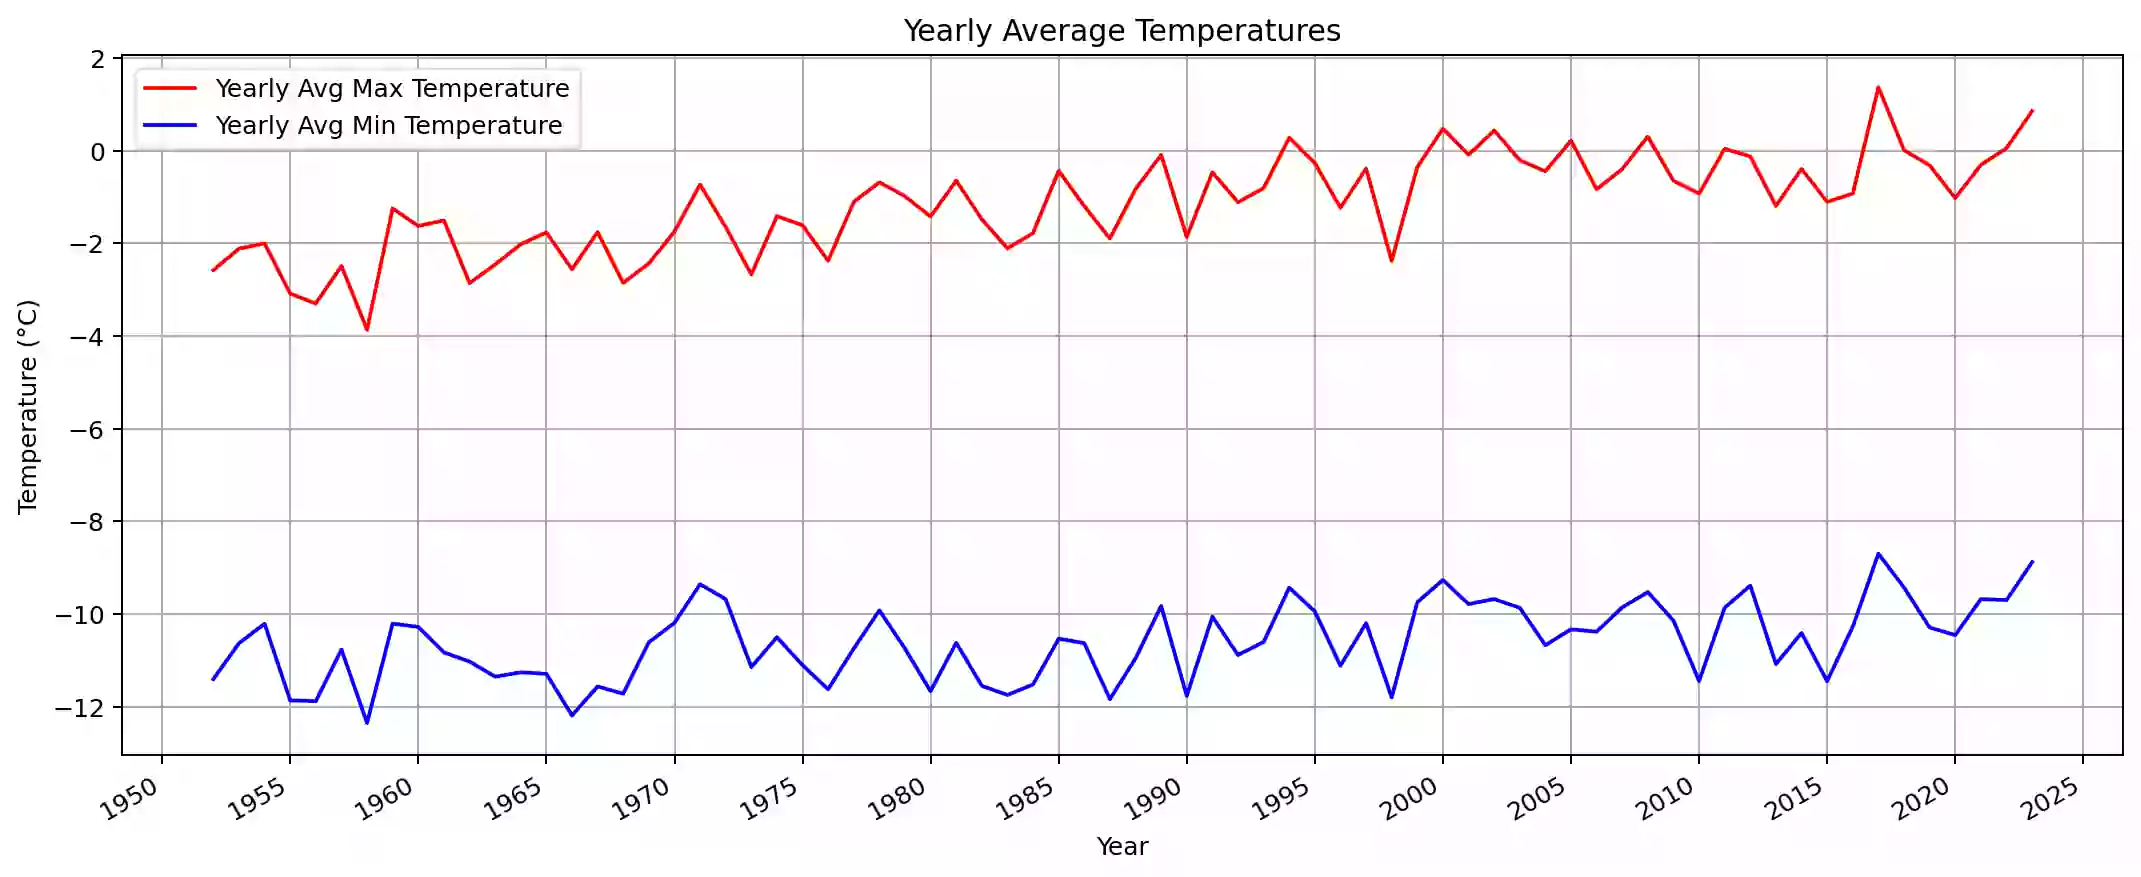 Yearly Average Temperatures
Yearly Avg Max Temperature
Yearly Avg Min Temperature
2
0
−2
−4
−6
−8
−10
−12
Temperature (°C)
1950 1955 1960 1965 1970 1975 1980 1985 1990 1995 2000 2005 2010 2015 2020 2025
Year